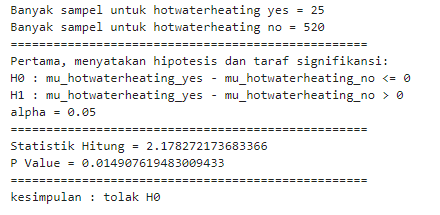 Banyak sampel untuk hotwaterheating yes = 25
Banyak sampel untuk hotwaterheating no = 520
===================================================
Pertama, menyatakan hipotesis dan taraf signifikansi:
H0 : mu_hotwaterheating_yes - mu_hotwaterheating_no <= 0
H1 : mu_hotwaterheating_yes - mu_hotwaterheating_no > 0
alpha = 0.05
===================================================
Statistik Hitung = 2.178272173683366
P Value = 0.014907619483009433
===================================================
kesimpulan : tolak H0